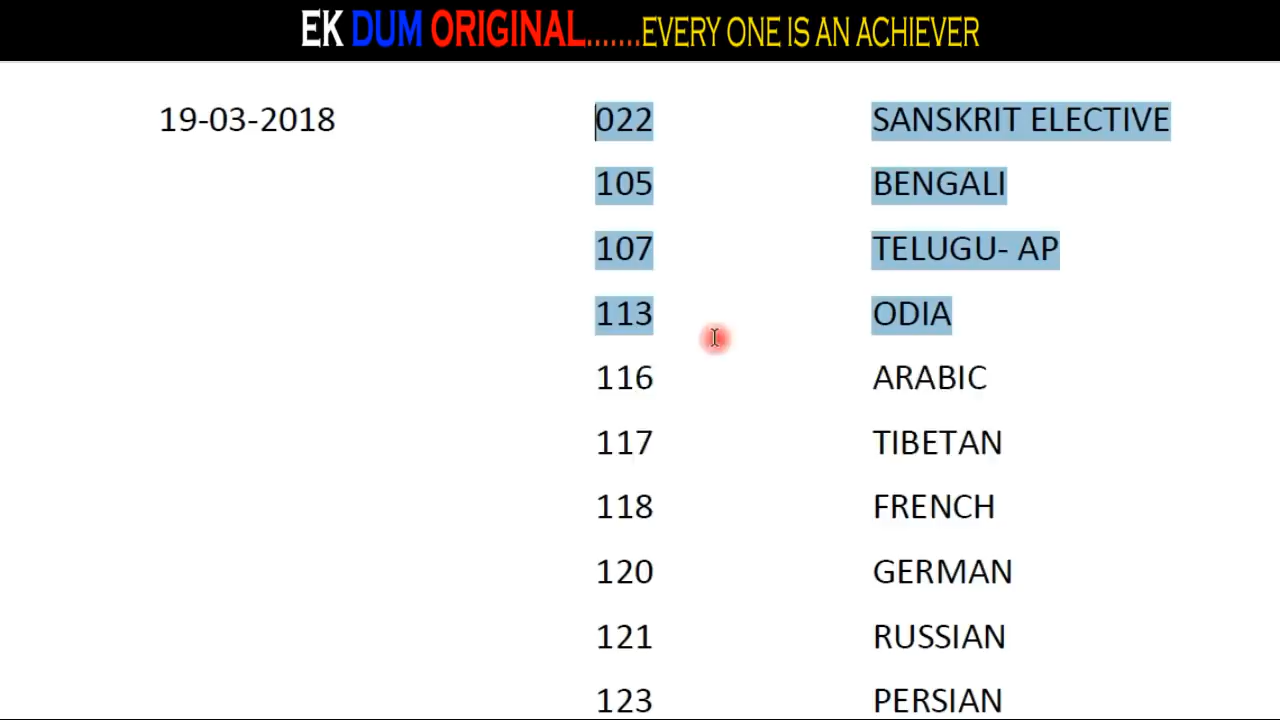 EK DUM ORIGINAL.......EVERY ONE IS AN ACHIEVER
19-03-2018 022 SANSKRIT ELECTIVE
105 BENGALI
107 TELUGU- AP
113 ODIA
116 ARABIC
117 TIBETAN
118 FRENCH
120 GERMAN
121 RUSSIAN
123 PERSIAN